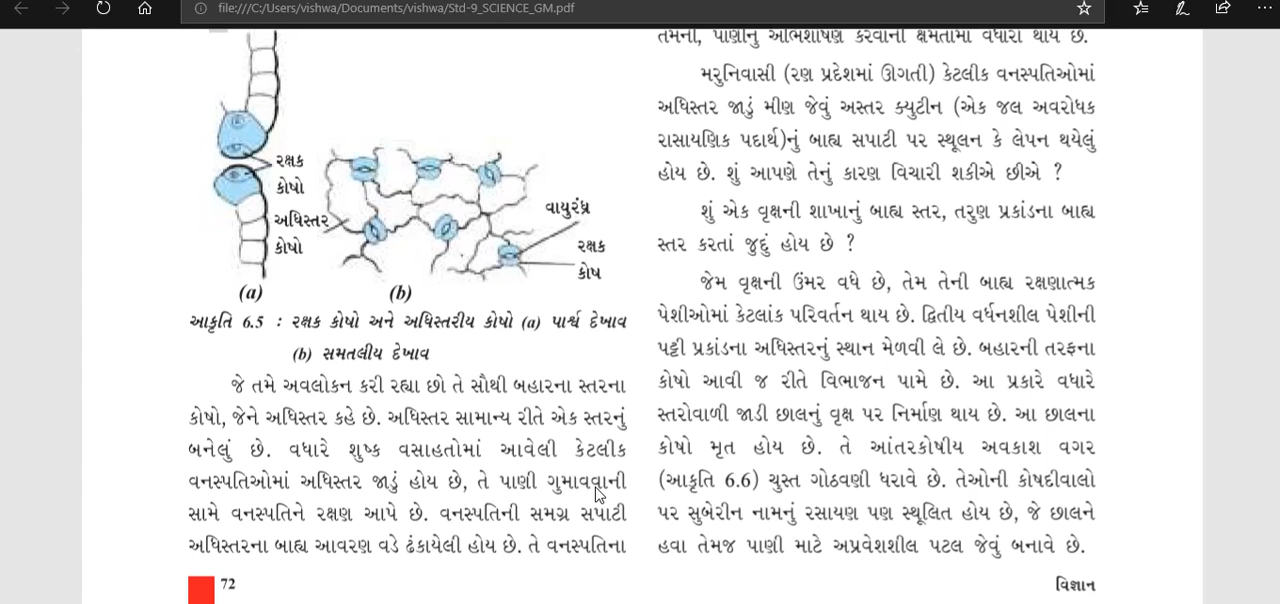 file:///C:/Users/vishwa/Documents/vishwa/Std-9_SCIENCE_GM.pdf
રક્ષક
કોષો
અધિસ્તર
કોષો
વાયુરંધ્ર
રક્ષક
કોષ
(a)
(b)
આકૃતિ 6.5 : રક્ષક કોષો અને અધિસ્તરીય કોષો (a) પાર્શ્વ દેખાવ
(b) સમતલીય દેખાવ
જે તમે અવલોકન કરી રહ્યા છો તે સૌથી બહારના સ્તરના
કોષો, જેને અધિસ્તર કહે છે. અધિસ્તર સામાન્ય રીતે એક સ્તરનું
બનેલું છે. વધારે શુષ્ક વસાહતોમાં આવેલી કેટલીક
વનસ્પતિઓમાં અધિસ્તર જાડું હોય છે, તે પાણી ગુમાવવાની
સામે વનસ્પતિને રક્ષણ આપે છે. વનસ્પતિની સમગ્ર સપાટી
અધિસ્તરના બાહ્ય આવરણ વડે ઢંકાયેલી હોય છે. તે વનસ્પતિના
તેમની, પાણીનું અભિશોષણ કરવાની ક્ષમતામાં વધારો થાય છે.
મરુનિવાસી (રણ પ્રદેશમાં ઊગતી) કેટલીક વનસ્પતિઓમાં
અધિસ્તર જાડું મીણ જેવું અસ્તર ક્યુટીન (એક જલ અવરોધક
રાસાયણિક પદાર્થ)નું બાહ્ય સપાટી પર સ્થૂલન કે લેપન થયેલું
હોય છે. શું આપણે તેનું કારણ વિચારી શકીએ છીએ ?
શું એક વૃક્ષની શાખાનું બાહ્ય સ્તર, તરુણ પ્રકાંડના બાહ્ય
સ્તર કરતાં જુદું હોય છે ?
જેમ વૃક્ષની ઉંમર વધે છે, તેમ તેની બાહ્ય રક્ષણાત્મક
પેશીઓમાં કેટલાંક પરિવર્તન થાય છે. દ્વિતીય વર્ધનશીલ પેશીની
પટ્ટી પ્રકાંડના અધિસ્તરનું સ્થાન મેળવી લે છે. બહારની તરફના
કોષો આવી જ રીતે વિભાજન પામે છે. આ પ્રકારે વધારે
સ્તરોવાળી જાડી છાલનું વૃક્ષ પર નિર્માણ થાય છે. આ છાલના
કોષો મૃત હોય છે. તે આંતરકોષીય અવકાશ વગર
(આકૃતિ 6.6) ચુસ્ત ગોઠવણી ધરાવે છે. તેઓની કોષદીવાલો
પર સુબેરીન નામનું રસાયણ પણ સ્થૂલિત હોય છે, જે છાલને
હવા તેમજ પાણી માટે અપ્રવેશશીલ પટલ જેવું બનાવે છે.
72
વિજ્ઞાન